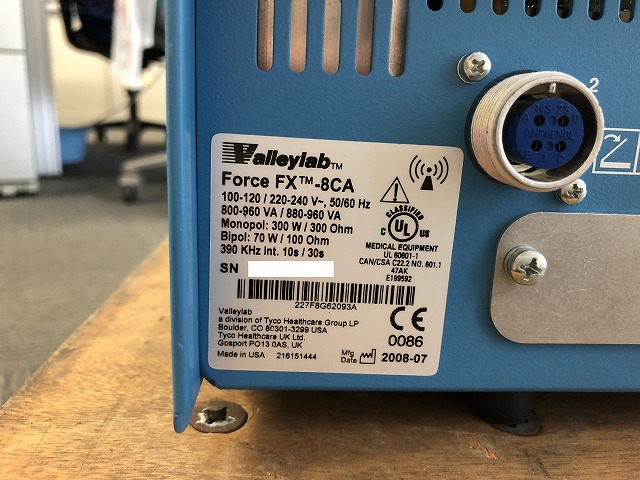 Valleylab™
Force FX™-8CA
100-120 / 220-240 V~, 50/60 Hz
800-960 VA / 880-960 VA
Monopol: 300 W / 300 Ohm
Bipol: 70 W / 100 Ohm
390 KHz Int. 10s / 30s
SN
227F8G62093A
Valleylab
a division of Tyco Healthcare Group LP
Boulder, CO 80301-3299 USA
Tyco Healthcare UK Ltd.
Gosport PO13 0AS, UK
Made in USA 216151444
CLASSIFIED
C UL US
MEDICAL EQUIPMENT
UL 60601-1
CAN/CSA C22.2 NO. 601.1
47AK
E199592
CE
0086
Mfg
Date 2008-07
2
A D
AMPHENOL
B C